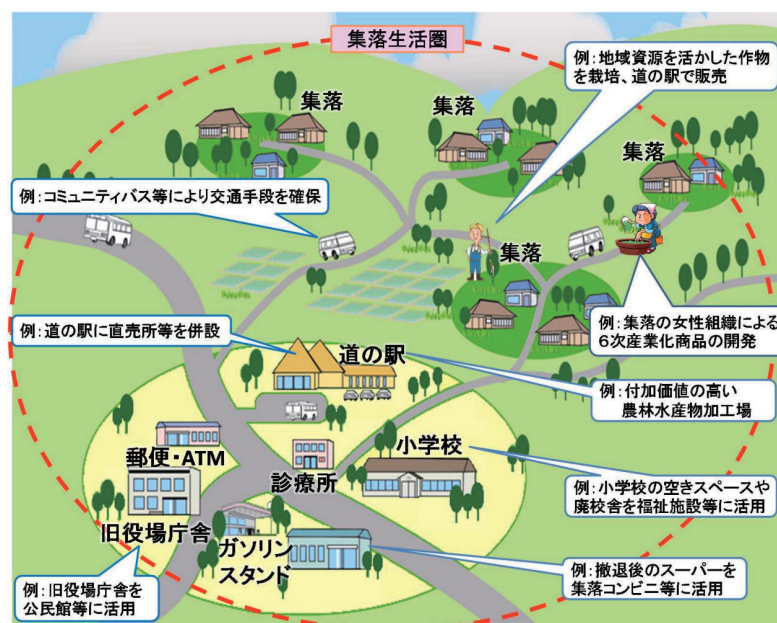 集落生活圏
例：地域資源を活かした作物
を栽培、道の駅で販売
集落
集落
集落
例：コミュニティバス等により交通手段を確保
集落
例：集落の女性組織による
６次産業化商品の開発
例：道の駅に直売所等を併設
道の駅
例：付加価値の高い
農林水産物加工場
小学校
郵便・ATM
診療所
例：小学校の空きスペースや
廃校舎を福祉施設等に活用
旧役場庁舎
ガソリン
スタンド
例：撤退後のスーパーを
集落コンビニ等に活用
例：旧役場庁舎を
公民館等に活用